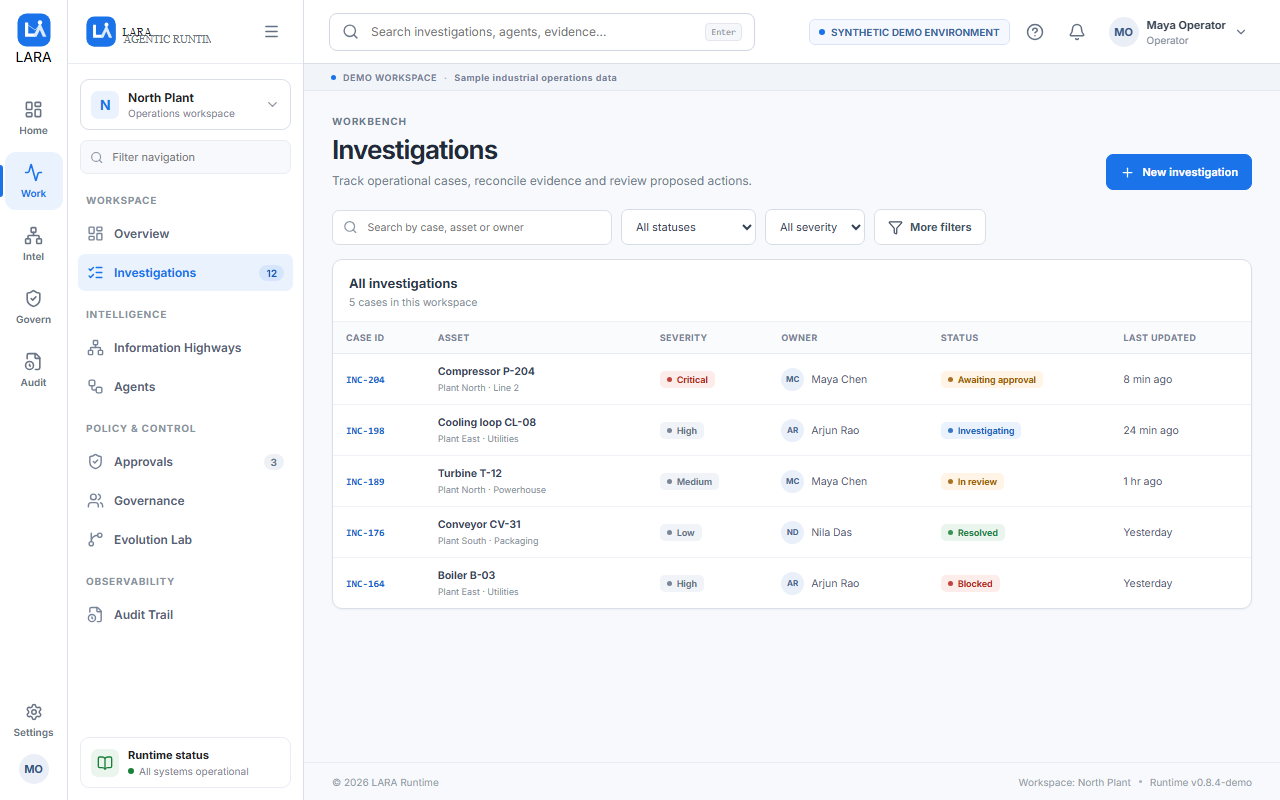 LARA
Home
Work
Intel
Govern
Audit
Settings
MO
LARA
AGENTIC RUNTIM
N
North Plant
Operations workspace
Filter navigation
WORKSPACE
Overview
Investigations 12
INTELLIGENCE
Information Highways
Agents
POLICY & CONTROL
Approvals 3
Governance
Evolution Lab
OBSERVABILITY
Audit Trail
Runtime status
All systems operational
Search investigations, agents, evidence... Enter
SYNTHETIC DEMO ENVIRONMENT
MO
Maya Operator
Operator
DEMO WORKSPACE · Sample industrial operations data
WORKBENCH
Investigations
Track operational cases, reconcile evidence and review proposed actions.
New investigation
Search by case, asset or owner
All statuses
All severity
More filters
All investigations
5 cases in this workspace
CASE ID ASSET SEVERITY OWNER STATUS LAST UPDATED
INC-204 Compressor P-204 Critical MC Maya Chen Awaiting approval 8 min ago
Plant North · Line 2
INC-198 Cooling loop CL-08 High AR Arjun Rao Investigating 24 min ago
Plant East · Utilities
INC-189 Turbine T-12 Medium MC Maya Chen In review 1 hr ago
Plant North · Powerhouse
INC-176 Conveyor CV-31 Low ND Nila Das Resolved Yesterday
Plant South · Packaging
INC-164 Boiler B-03 High AR Arjun Rao Blocked Yesterday
Plant East · Utilities
© 2026 LARA Runtime
Workspace: North Plant • Runtime v0.8.4-demo